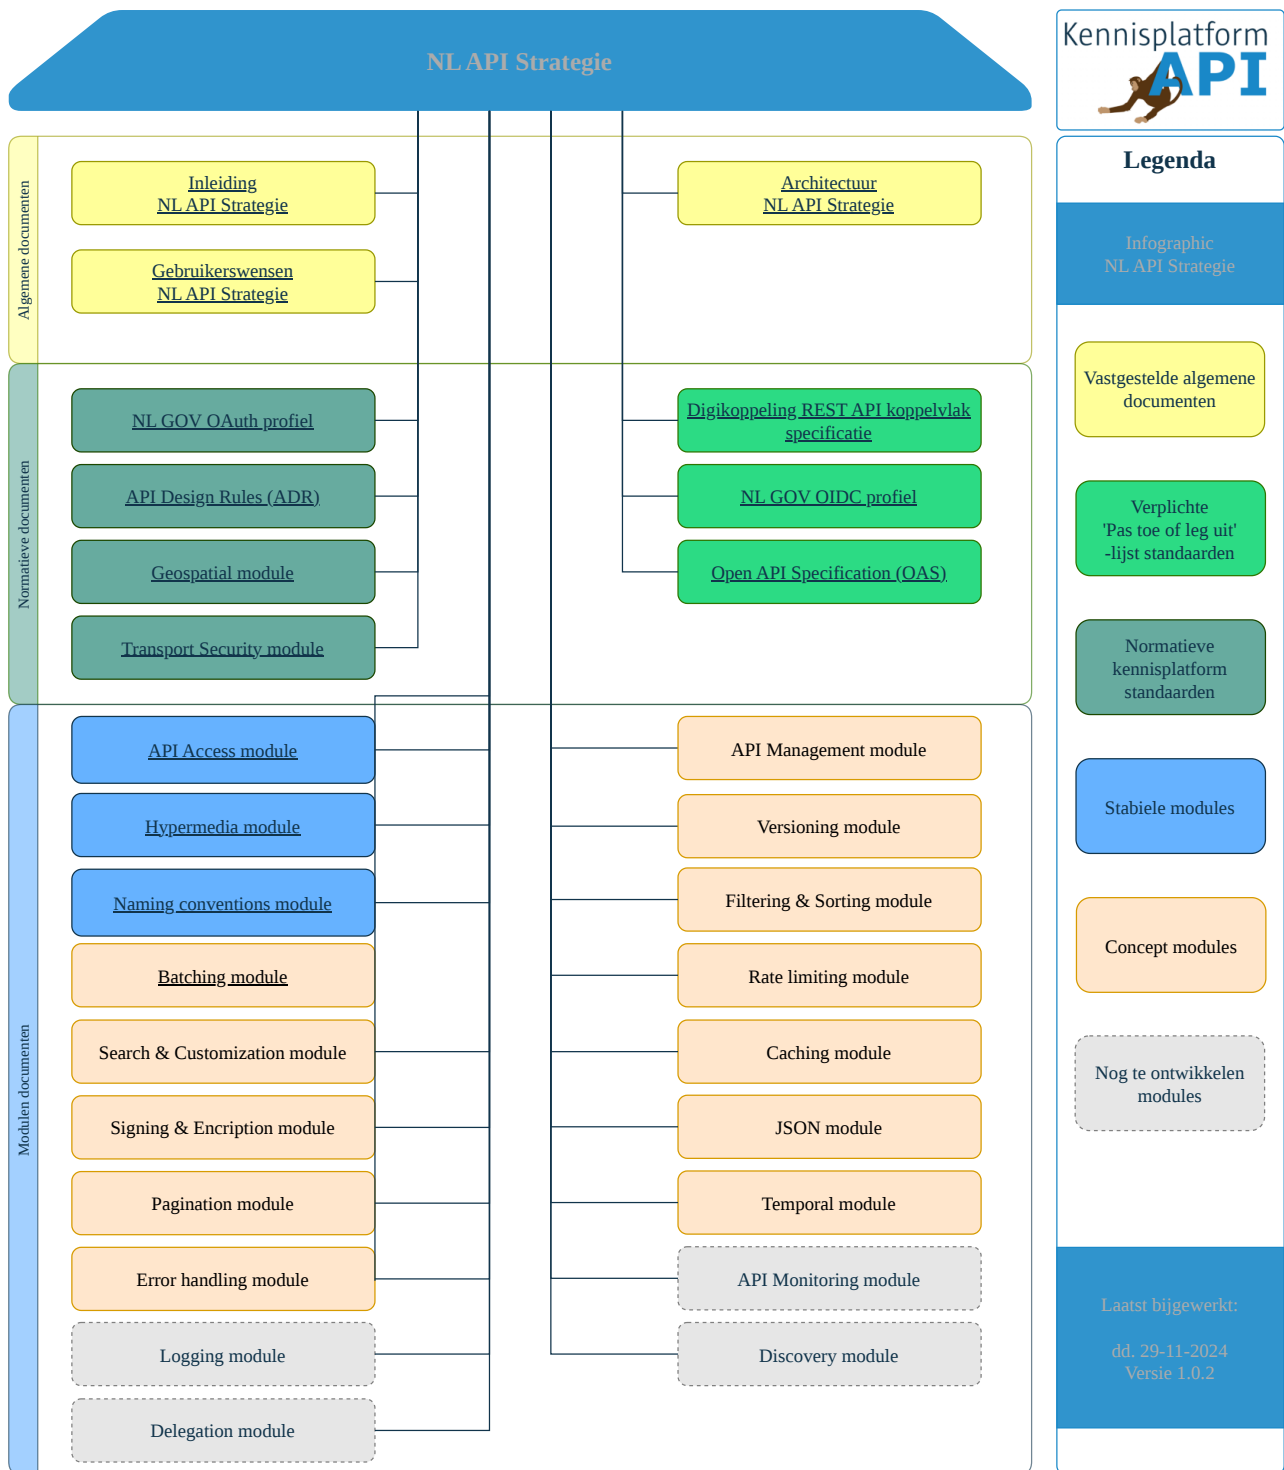 NL API Strategie
Kennisplatform
API
Algemene documenten
Inleiding
NL API Strategie
Gebruikerswensen
NL API Strategie
Architectuur
NL API Strategie
Normatieve documenten
NL GOV OAuth profiel
API Design Rules (ADR)
Geospatial module
Transport Security module
Digikoppeling REST API koppelvlak
specificatie
NL GOV OIDC profiel
Open API Specification (OAS)
Modulen documenten
API Access module
Hypermedia module
Naming conventions module
Batching module
Search & Customization module
Signing & Encription module
Pagination module
Error handling module
Logging module
Delegation module
API Management module
Versioning module
Filtering & Sorting module
Rate limiting module
Caching module
JSON module
Temporal module
API Monitoring module
Discovery module
Legenda
Infographic
NL API Strategie
Vastgestelde algemene
documenten
Verplichte
'Pas toe of leg uit'
-lijst standaarden
Normatieve
kennisplatform
standaarden
Stabiele modules
Concept modules
Nog te ontwikkelen
modules
Laatst bijgewerkt:
dd. 29-11-2024
Versie 1.0.2